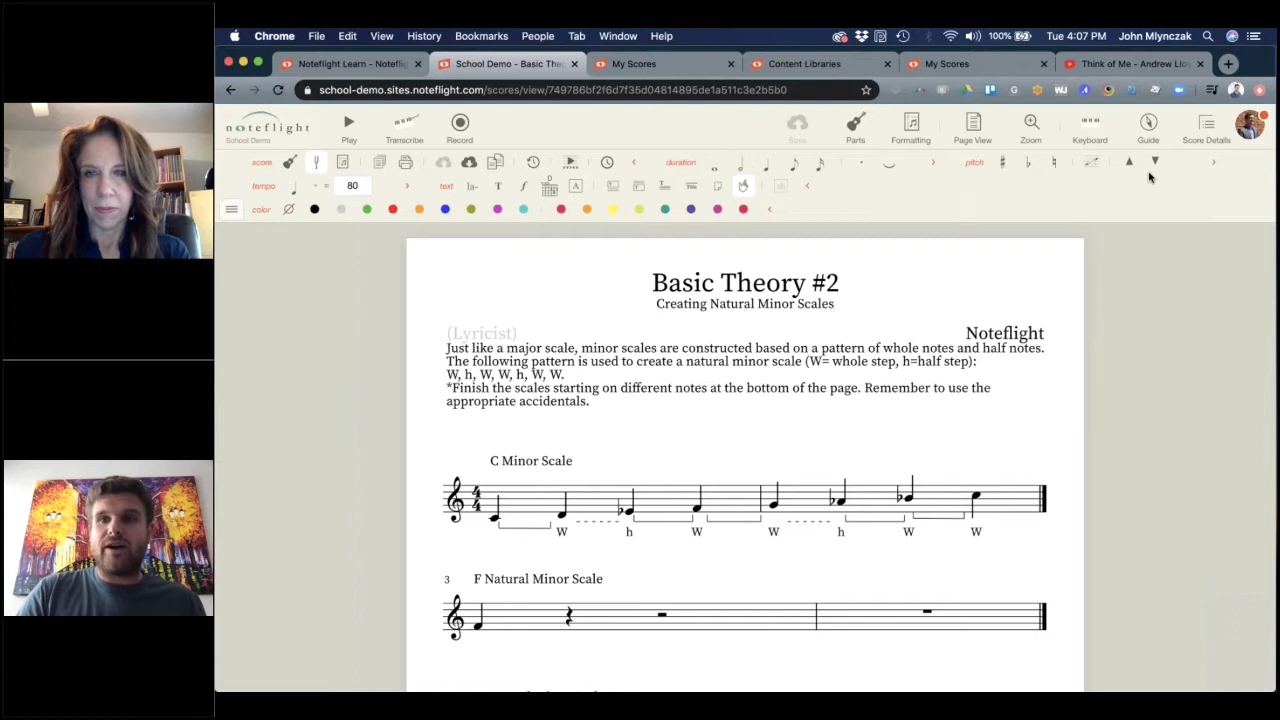 Chrome File Edit View History Bookmarks People Tab Window Help 100% Tue 4:07 PM John Mlynczak
Noteflight Learn - Noteflig
School Demo - Basic The
My Scores
Content Libraries
My Scores
Think of Me - Andrew Llo
school-demo.sites.noteflight.com/scores/view/749786bf2f6d7f35d04814895de1a511c3e2b5b0
noteflight
School Demo
Play Transcribe Record Save Parts Formatting Page View Zoom Keyboard Guide Score Details
score duration pitch
tempo = 80 text la- T f D A Title
color
Basic Theory #2
Creating Natural Minor Scales
(Lyricist) Noteflight
Just like a major scale, minor scales are constructed based on a pattern of whole notes and half notes.
The following pattern is used to create a natural minor scale (W= whole step, h=half step):
W, h, W, W, h, W, W.
*Finish the scales starting on different notes at the bottom of the page. Remember to use the
appropriate accidentals.
C Minor Scale
4
4
W h W W h W W
3 F Natural Minor Scale